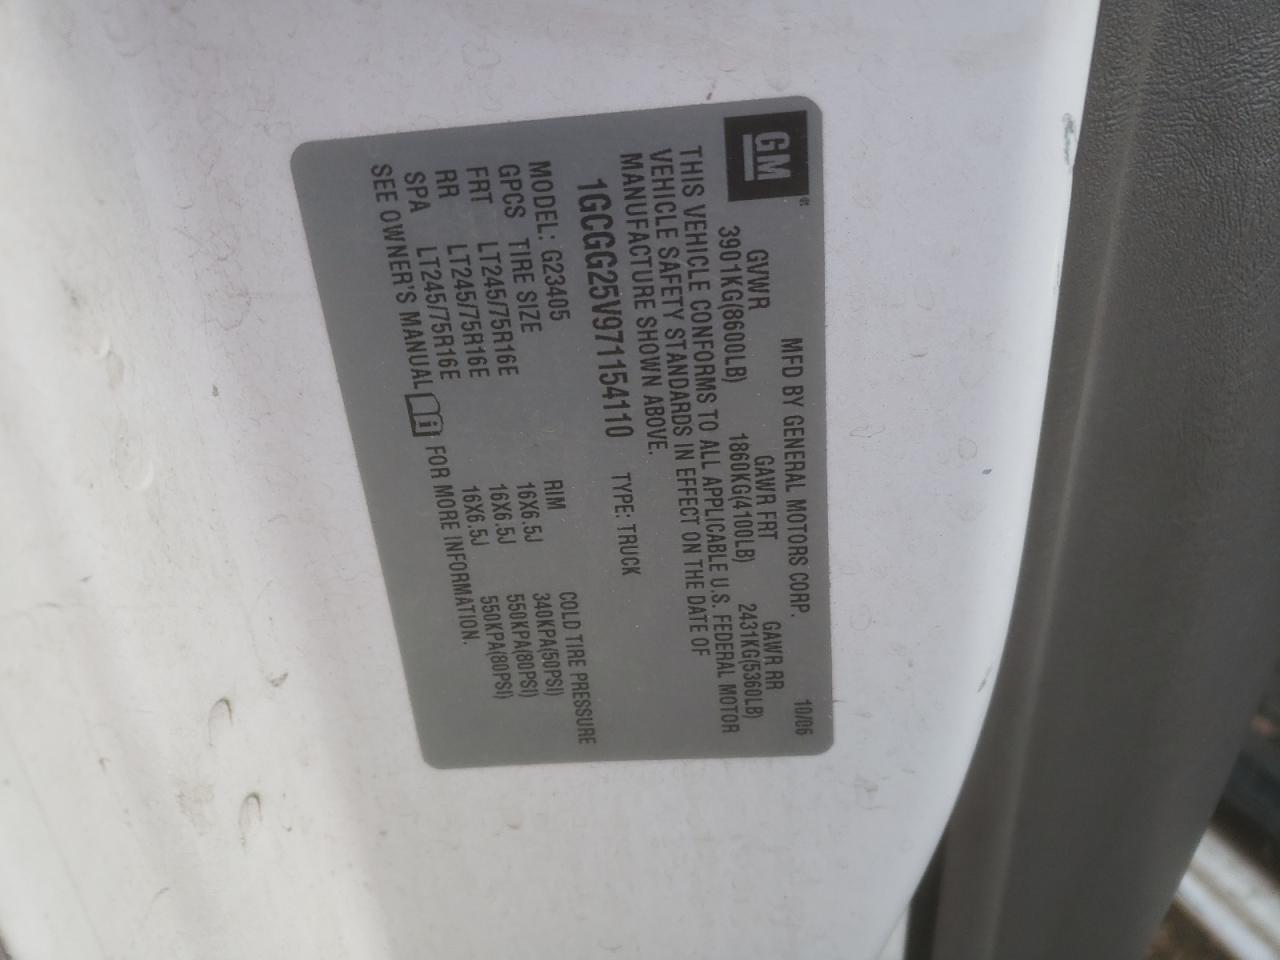 GM
MFD BY GENERAL MOTORS CORP. 10/06
GVWR GAWR FRT GAWR RR
3901KG(8600LB) 1860KG(4100LB) 2431KG(5360LB)
THIS VEHICLE CONFORMS TO ALL APPLICABLE U.S. FEDERAL MOTOR
VEHICLE SAFETY STANDARDS IN EFFECT ON THE DATE OF
MANUFACTURE SHOWN ABOVE.
1GCGG25V971154110 TYPE: TRUCK
MODEL: G23405
GPCS TIRE SIZE RIM COLD TIRE PRESSURE
FRT LT245/75R16E 16X6.5J 340KPA(50PSI)
RR LT245/75R16E 16X6.5J 550KPA(80PSI)
SPA LT245/75R16E 16X6.5J 550KPA(80PSI)
SEE OWNER'S MANUAL i FOR MORE INFORMATION.